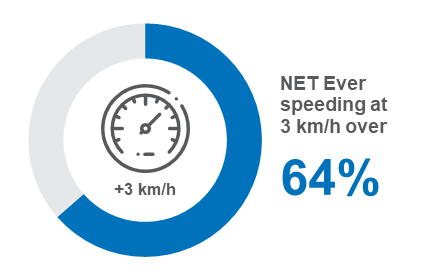 NET Ever
speeding at
3 km/h over
64%
+3 km/h